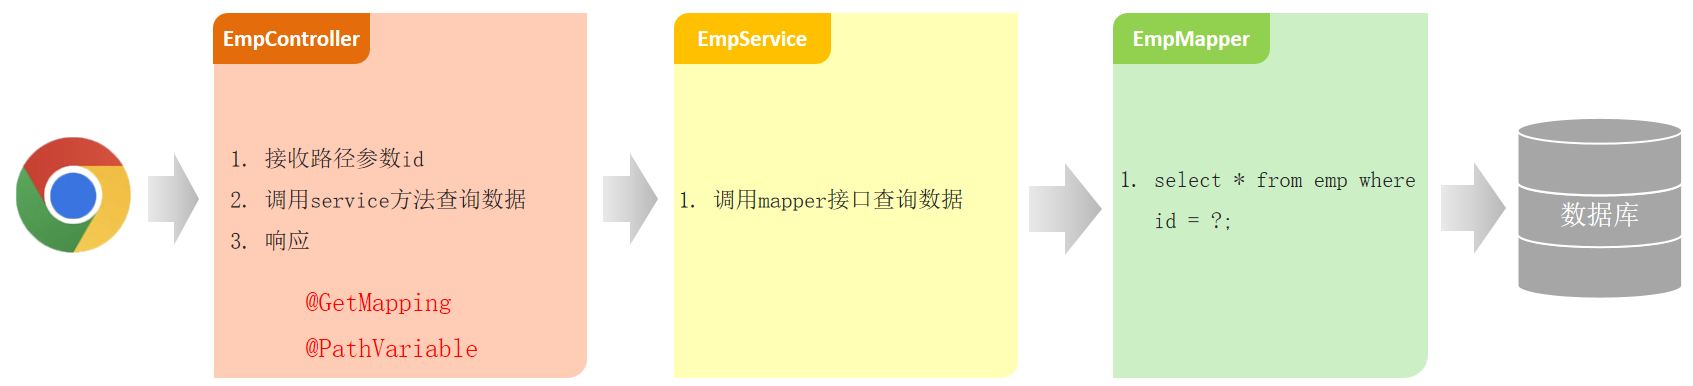 EmpController
1. 接收路径参数id
2. 调用service方法查询数据
3. 响应
@GetMapping
@PathVariable
EmpService
1. 调用mapper接口查询数据
EmpMapper
1. select * from emp where
id = ?;
数据库